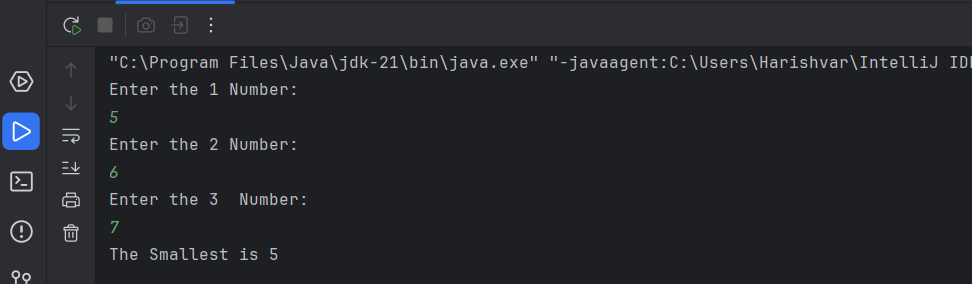 "C:\Program Files\Java\jdk-21\bin\java.exe" "-javaagent:C:\Users\Harishvar\IntelliJ
Enter the 1 Number:
5
Enter the 2 Number:
6
Enter the 3  Number:
7
The Smallest is 5